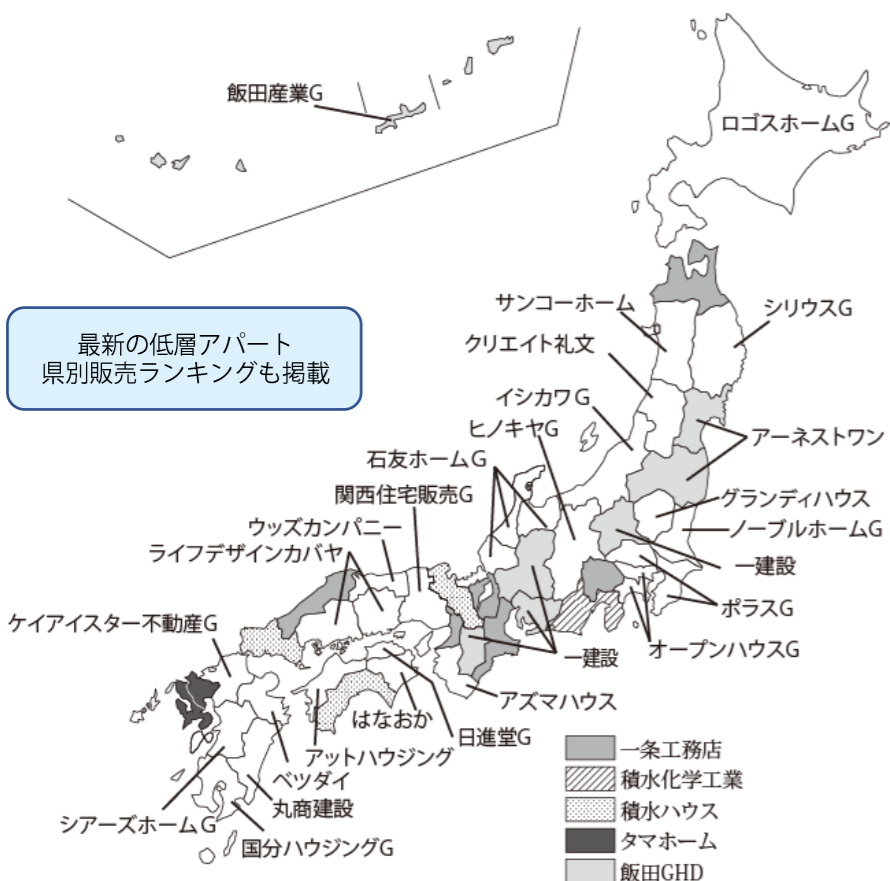 飯田産業G
ロゴスホームG
最新の低層アパート
県別販売ランキングも掲載
サンコーホーム
シリウスG
クリエイト礼文
イシカワG
ヒノキヤG
アーネストワン
石友ホームG
関西住宅販売G
グランディハウス
ウッズカンパニー
ノーブルホームG
ライフデザインカバヤ
一建設
ポラスG
ケイアイスター不動産G
オープンハウスG
一建設
アズマハウス
はなおか
日進堂G
アットハウジング
ベツダイ
丸商建設
シアーズホームG
国分ハウジングG
一条工務店
積水化学工業
積水ハウス
タマホーム
飯田GHD